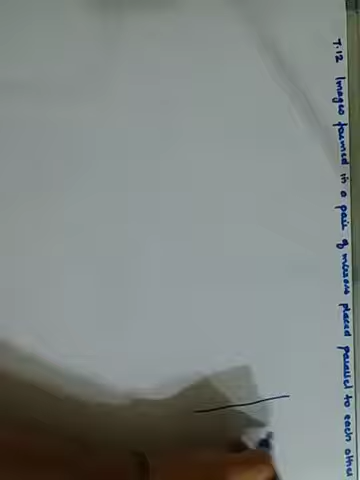 7.12 Images formed in a pair of mirrors placed parallel to each other